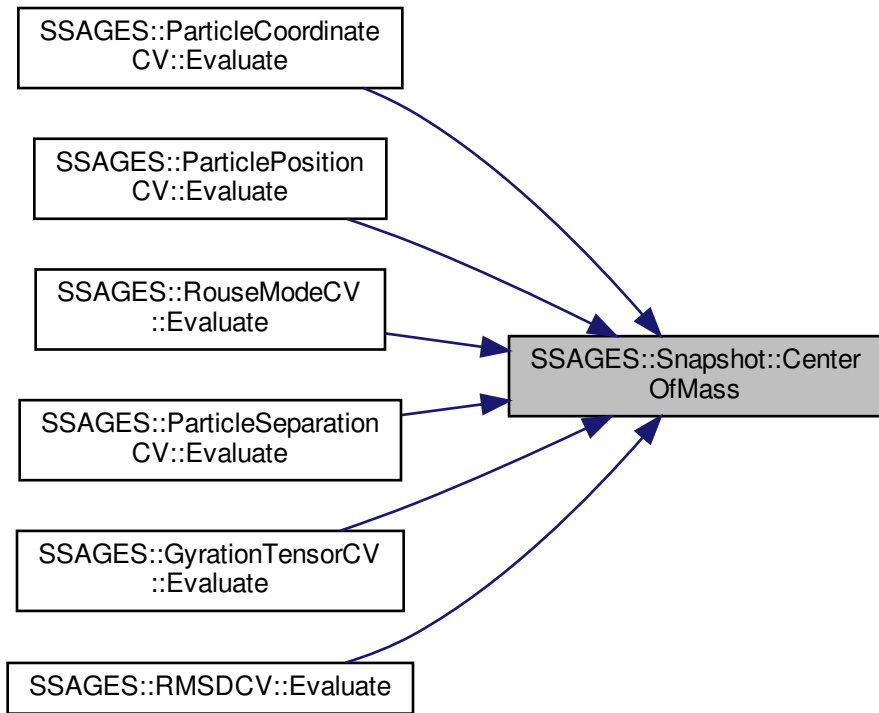 SSAGES::ParticleCoordinate
CV::Evaluate
SSAGES::ParticlePosition
CV::Evaluate
SSAGES::RouseModeCV
::Evaluate
SSAGES::Snapshot::Center
OfMass
SSAGES::ParticleSeparation
CV::Evaluate
SSAGES::GyrationTensorCV
::Evaluate
SSAGES::RMSDCV::Evaluate